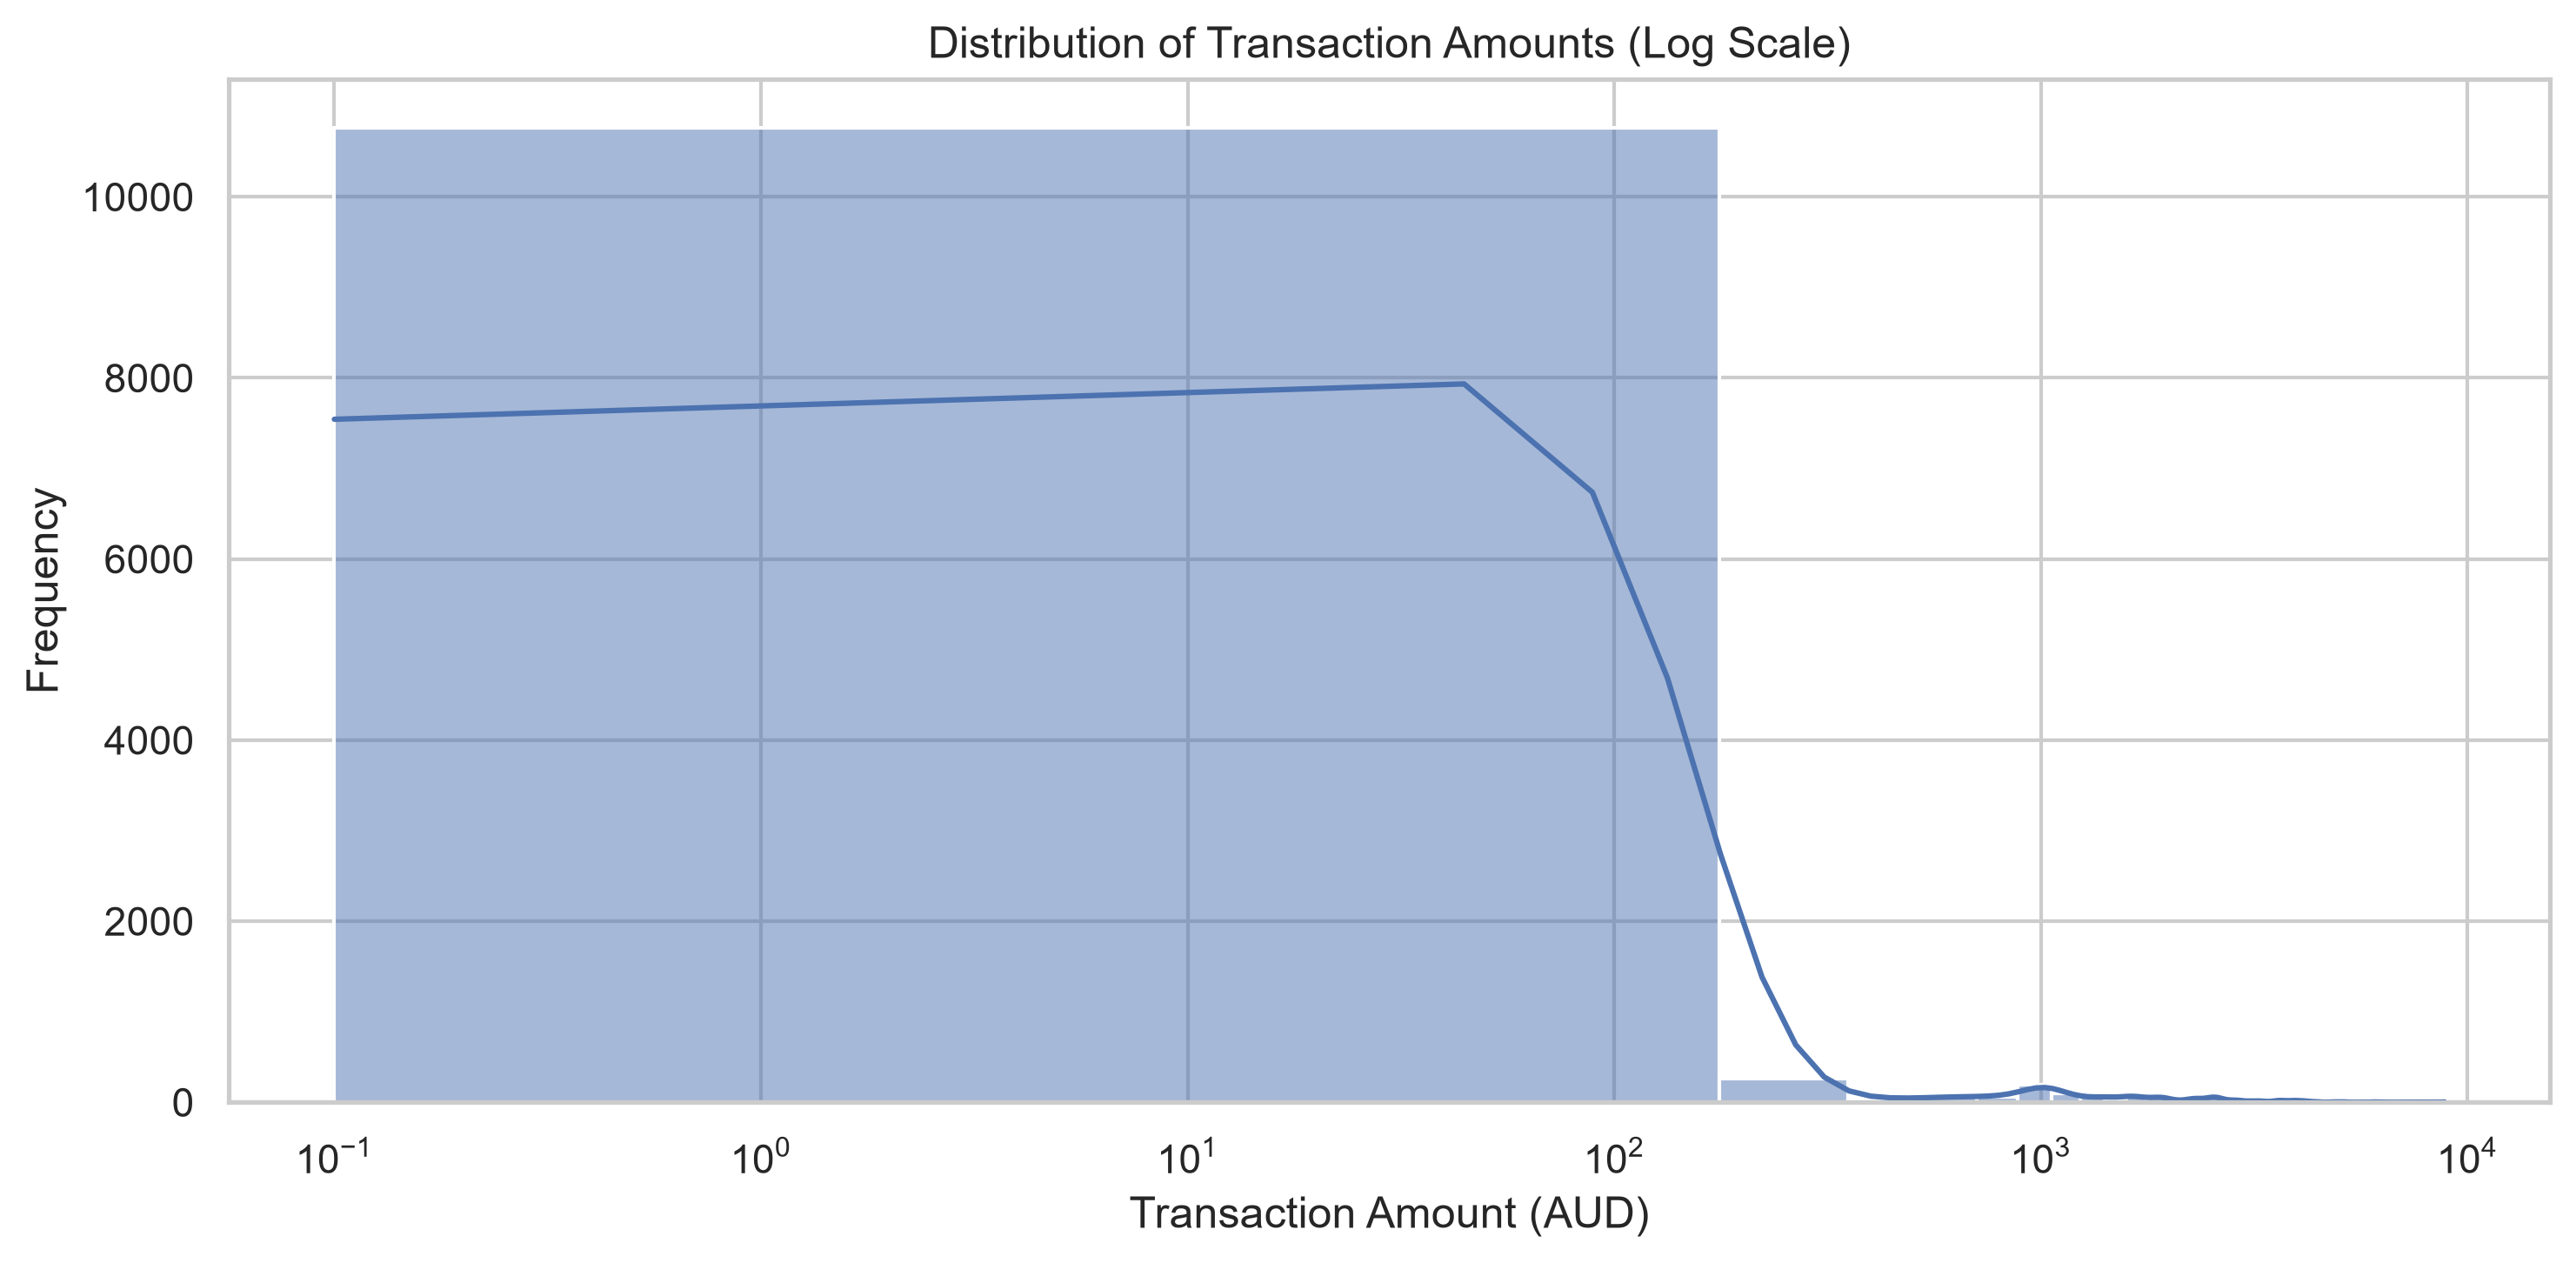 Distribution of Transaction Amounts (Log Scale)
Frequency
10000
8000
6000
4000
2000
0
10⁻¹ 10⁰ 10¹ 10² 10³ 10⁴
Transaction Amount (AUD)